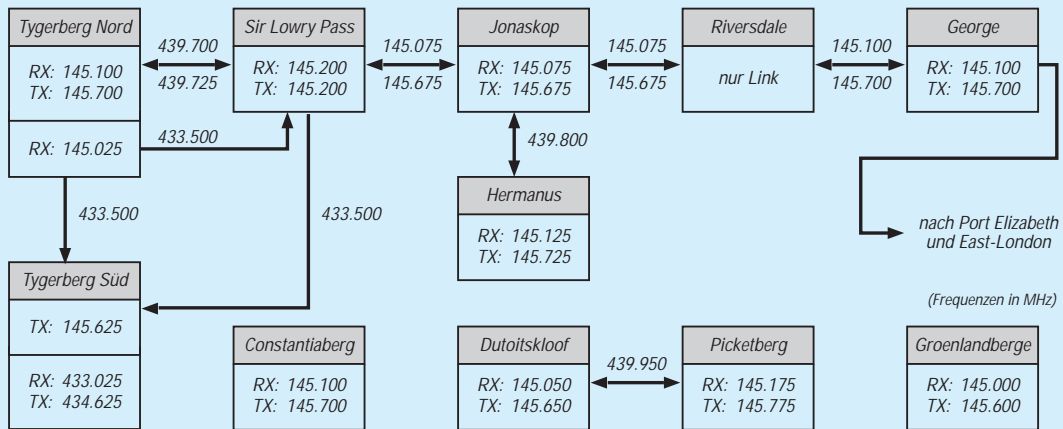 Tygerberg Nord
RX: 145.100
TX: 145.700
RX: 145.025
439.700
439.725
433.500
Sir Lowry Pass
RX: 145.200
TX: 145.200
145.075
145.675
Jonaskop
RX: 145.075
TX: 145.675
145.075
145.675
Riversdale
nur Link
145.100
145.700
George
RX: 145.100
TX: 145.700
433.500
433.500
439.800
Hermanus
RX: 145.125
TX: 145.725
nach Port Elizabeth
und East-London
(Frequenzen in MHz)
Tygerberg Süd
TX: 145.625
RX: 433.025
TX: 434.625
Constantiaberg
RX: 145.100
TX: 145.700
Dutoitskloof
RX: 145.050
TX: 145.650
439.950
Picketberg
RX: 145.175
TX: 145.775
Groenlandberge
RX: 145.000
TX: 145.600